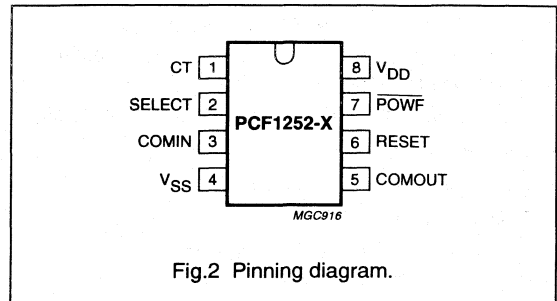 CT 1 8 VDD
SELECT 2 7 POWF
PCF1252-X
COMIN 3 6 RESET
VSS 4 5 COMOUT
MGC916
Fig.2 Pinning diagram.